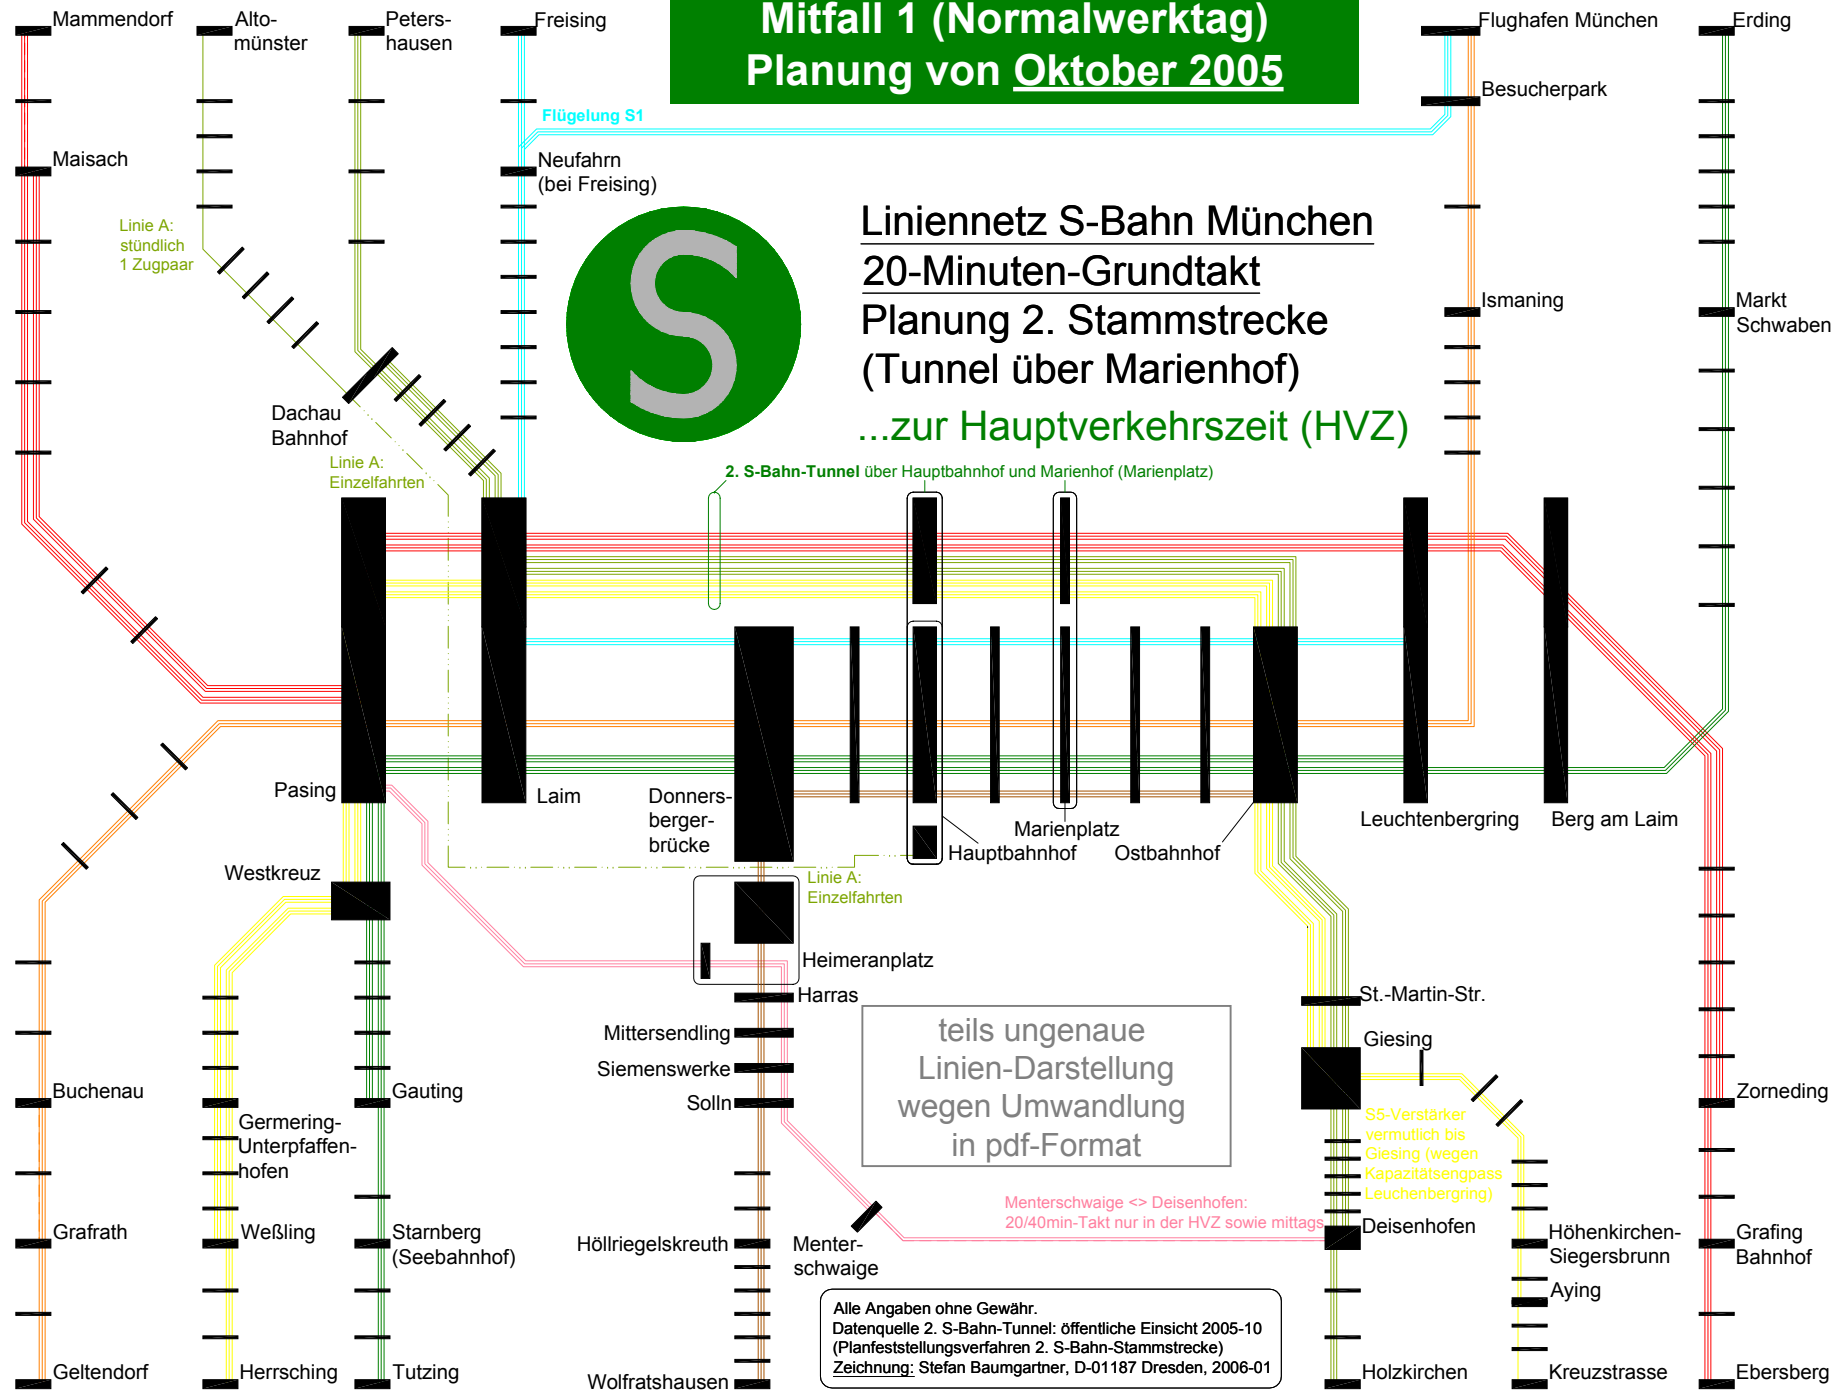 Mitfall 1 (Normalwerktag)
Planung von Oktober 2005
Mammendorf
Alto-
münster
Peters-
hausen
Freising
Flughafen München
Erding
Besucherpark
Flügelung S1
Maisach
Neufahrn
(bei Freising)
Linie A:
stündlich
1 Zugpaar
S
Liniennetz S-Bahn München
20-Minuten-Grundtakt
Planung 2. Stammstrecke
(Tunnel über Marienhof)
...zur Hauptverkehrszeit (HVZ)
Ismaning
Markt
Schwaben
Dachau
Bahnhof
Linie A:
Einzelfahrten
2. S-Bahn-Tunnel über Hauptbahnhof und Marienhof (Marienplatz)
Pasing
Laim
Donners-
berger-
brücke
Marienplatz
Hauptbahnhof
Ostbahnhof
Leuchtenbergring
Berg am Laim
Westkreuz
Linie A:
Einzelfahrten
Heimeranplatz
Harras
St.-Martin-Str.
Mittersendling
Giesing
Siemenswerke
teils ungenaue
Linien-Darstellung
wegen Umwandlung
in pdf-Format
Buchenau
Germering-
Unterpfaffen-
hofen
Gauting
Solln
S5-Verstärker
vermutlich bis
Giesing (wegen
Kapazitätsengpass
Leuchenbergring)
Zorneding
Menterschwaige <> Deisenhofen:
20/40min-Takt nur in der HVZ sowie mittags
Grafrath
Weßling
Starnberg
(Seebahnhof)
Höllriegelskreuth
Menter-
schwaige
Deisenhofen
Höhenkirchen-
Siegersbrunn
Grafing
Bahnhof
Aying
Alle Angaben ohne Gewähr.
Datenquelle 2. S-Bahn-Tunnel: öffentliche Einsicht 2005-10
(Planfeststellungsverfahren 2. S-Bahn-Stammstrecke)
Zeichnung: Stefan Baumgartner, D-01187 Dresden, 2006-01
Geltendorf
Herrsching
Tutzing
Wolfratshausen
Holzkirchen
Kreuzstrasse
Ebersberg